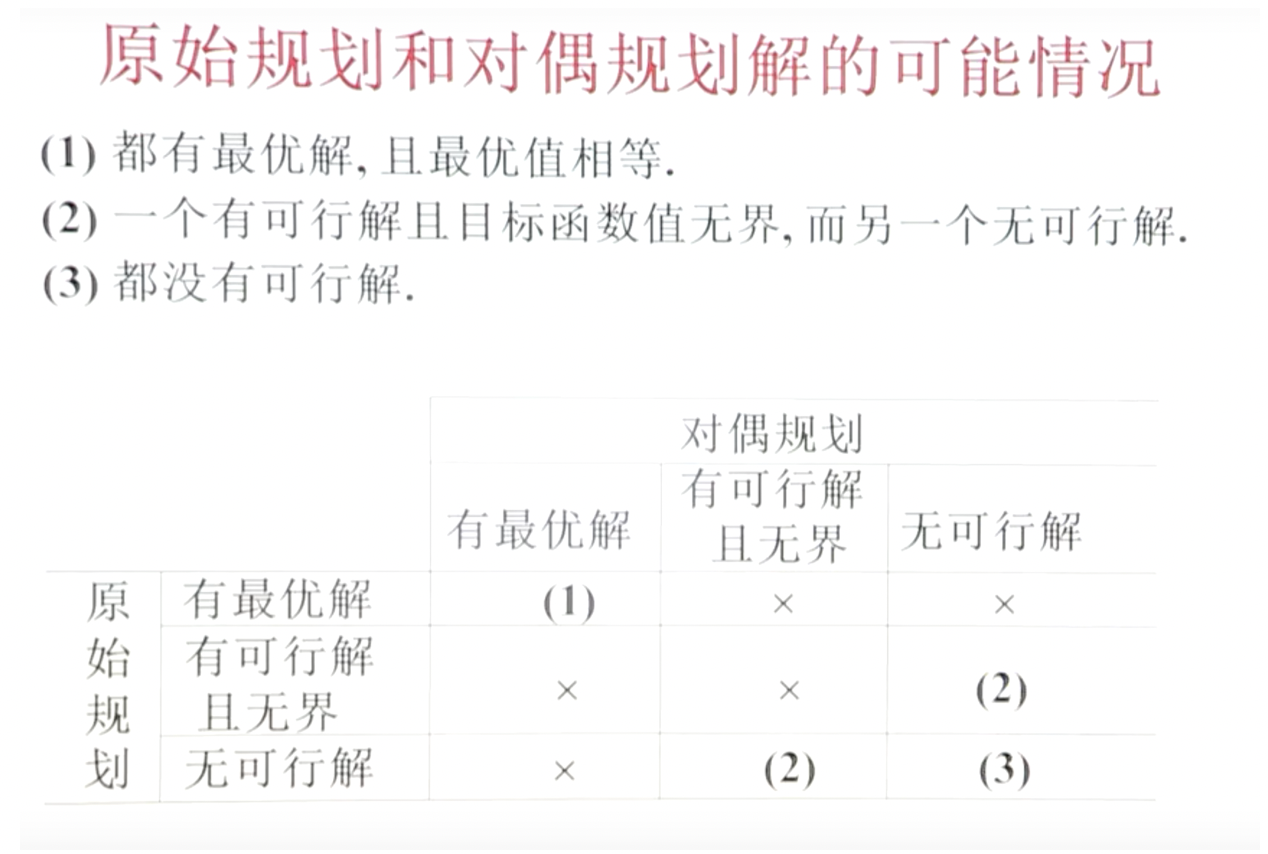 原始规划和对偶规划解的可能情况
(1) 都有最优解, 且最优值相等.
(2) 一个有可行解且目标函数值无界, 而另一个无可行解.
(3) 都没有可行解.
对偶规划
有最优解 有可行解且无界 无可行解
原始规划
有最优解 (1) × ×
有可行解且无界 × × (2)
无可行解 × (2) (3)